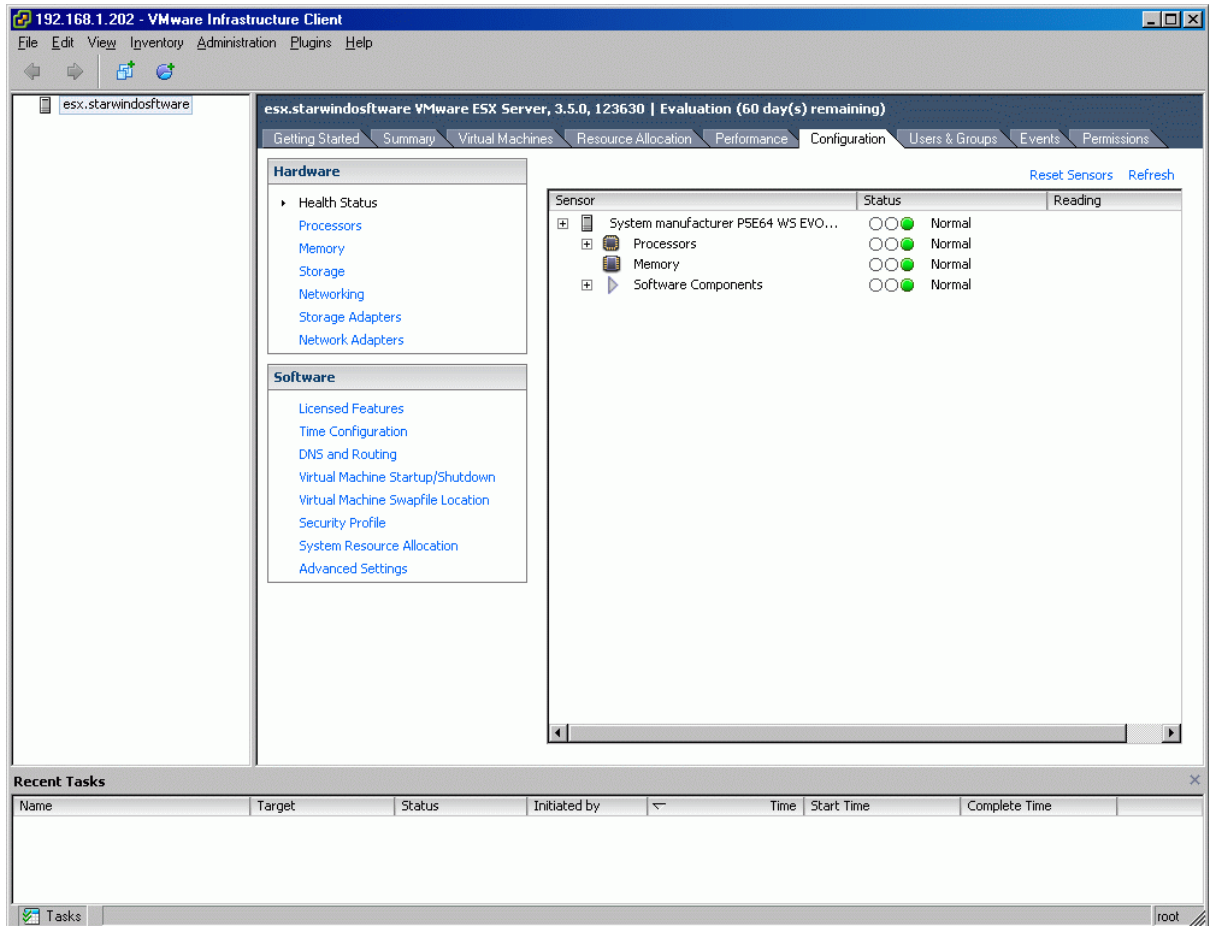 192.168.1.202 - VMware Infrastructure Client
File Edit View Inventory Administration Plugins Help
esx.starwindosftware
esx.starwindosftware VMware ESX Server, 3.5.0, 123630 | Evaluation (60 day(s) remaining)
Getting Started Summary Virtual Machines Resource Allocation Performance Configuration Users & Groups Events Permissions
Hardware
Health Status
Processors
Memory
Storage
Networking
Storage Adapters
Network Adapters
Software
Licensed Features
Time Configuration
DNS and Routing
Virtual Machine Startup/Shutdown
Virtual Machine Swapfile Location
Security Profile
System Resource Allocation
Advanced Settings
Reset Sensors Refresh
Sensor Status Reading
System manufacturer P5E64 WS EVO... Normal
Processors Normal
Memory Normal
Software Components Normal
Recent Tasks
Name Target Status Initiated by Time Start Time Complete Time
Tasks root